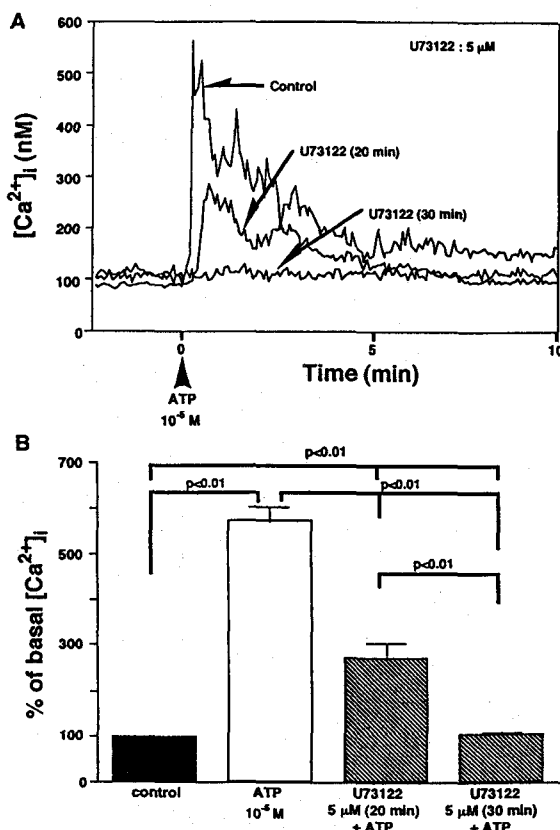 A
600
500
400
300
200
100
0
[Ca2+]i (nM)
U73122 : 5 µM
Control
U73122 (20 min)
U73122 (30 min)
0
5
10
Time (min)
ATP
10-5 M
B
700
500
300
100
0
% of basal [Ca2+]i
p<0.01
p<0.01
p<0.01
p<0.01
control
ATP
10-5 M
U73122
5 µM (20 min)
+ ATP
U73122
5 µM (30 min)
+ ATP